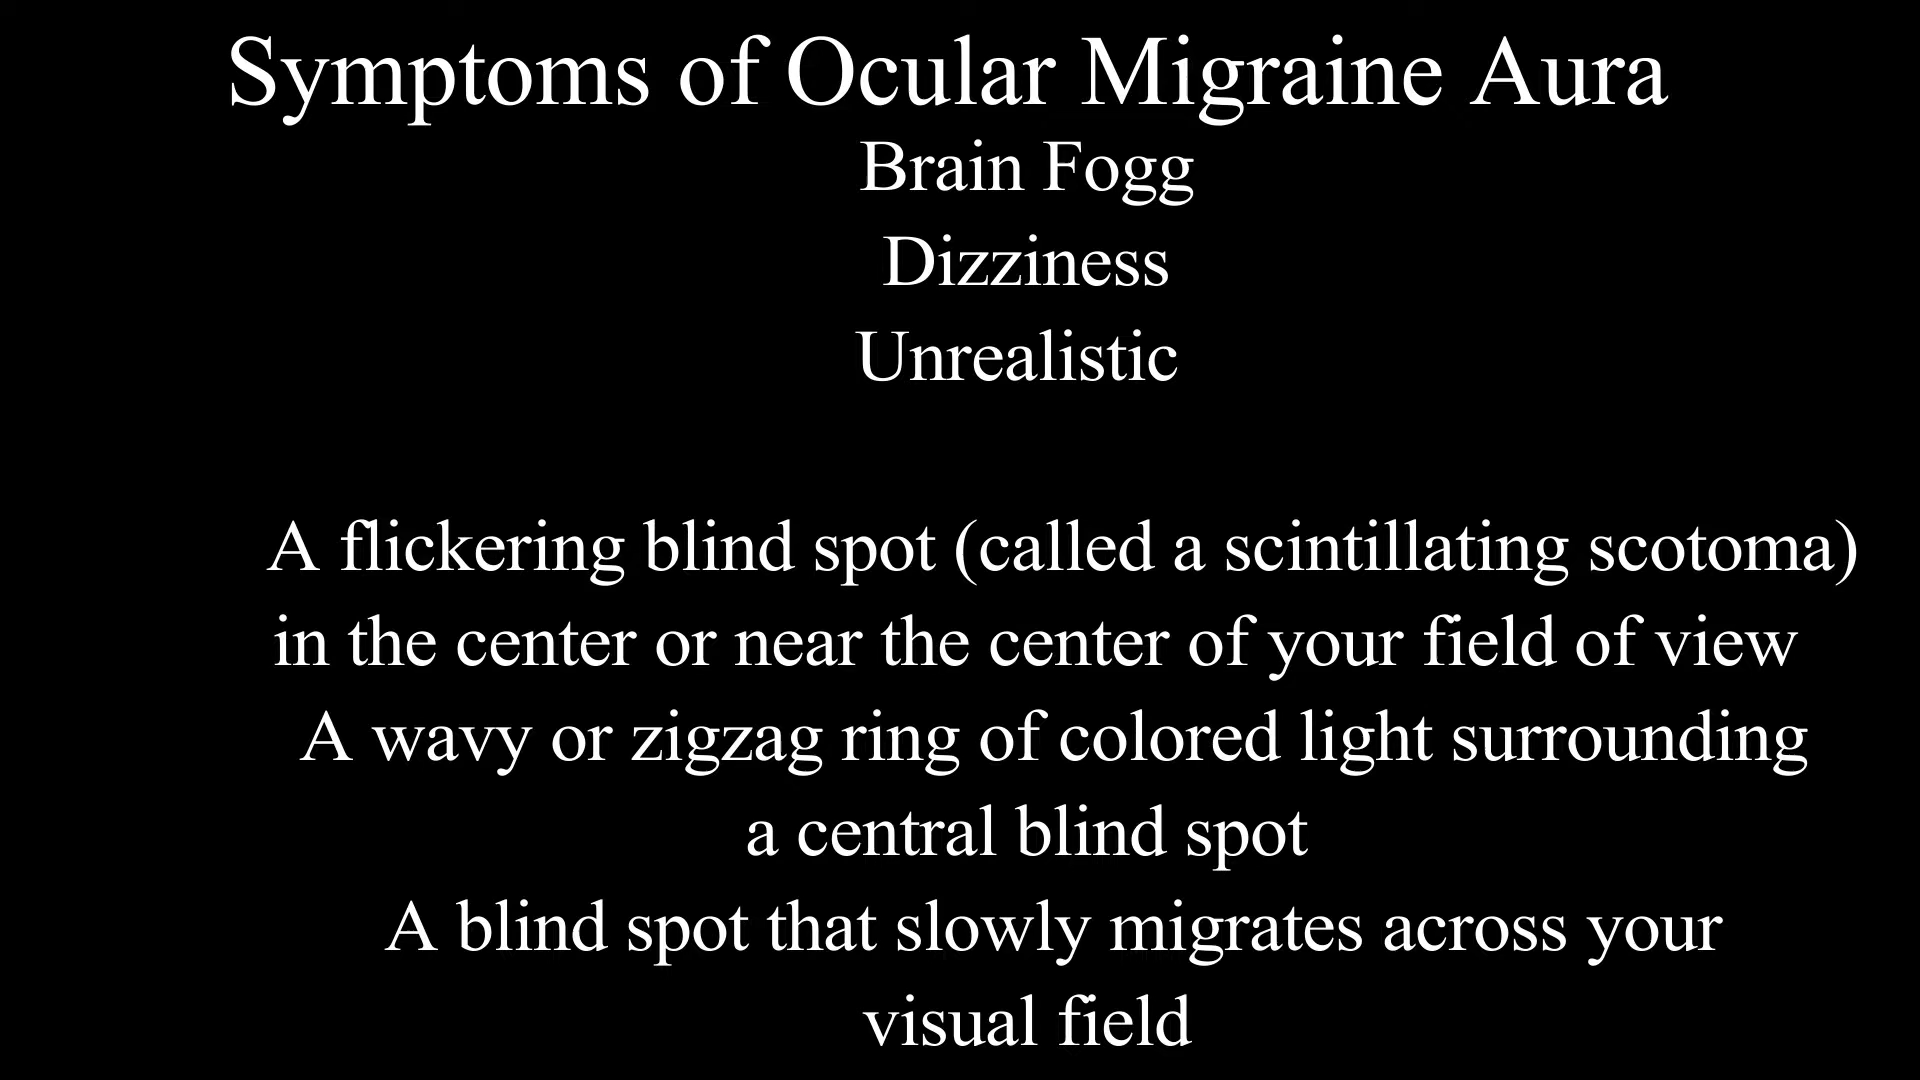 Symptoms of Ocular Migraine Aura
Brain Fogg
Dizziness
Unrealistic
A flickering blind spot (called a scintillating scotoma)
in the center or near the center of your field of view
A wavy or zigzag ring of colored light surrounding
a central blind spot
A blind spot that slowly migrates across your
visual field